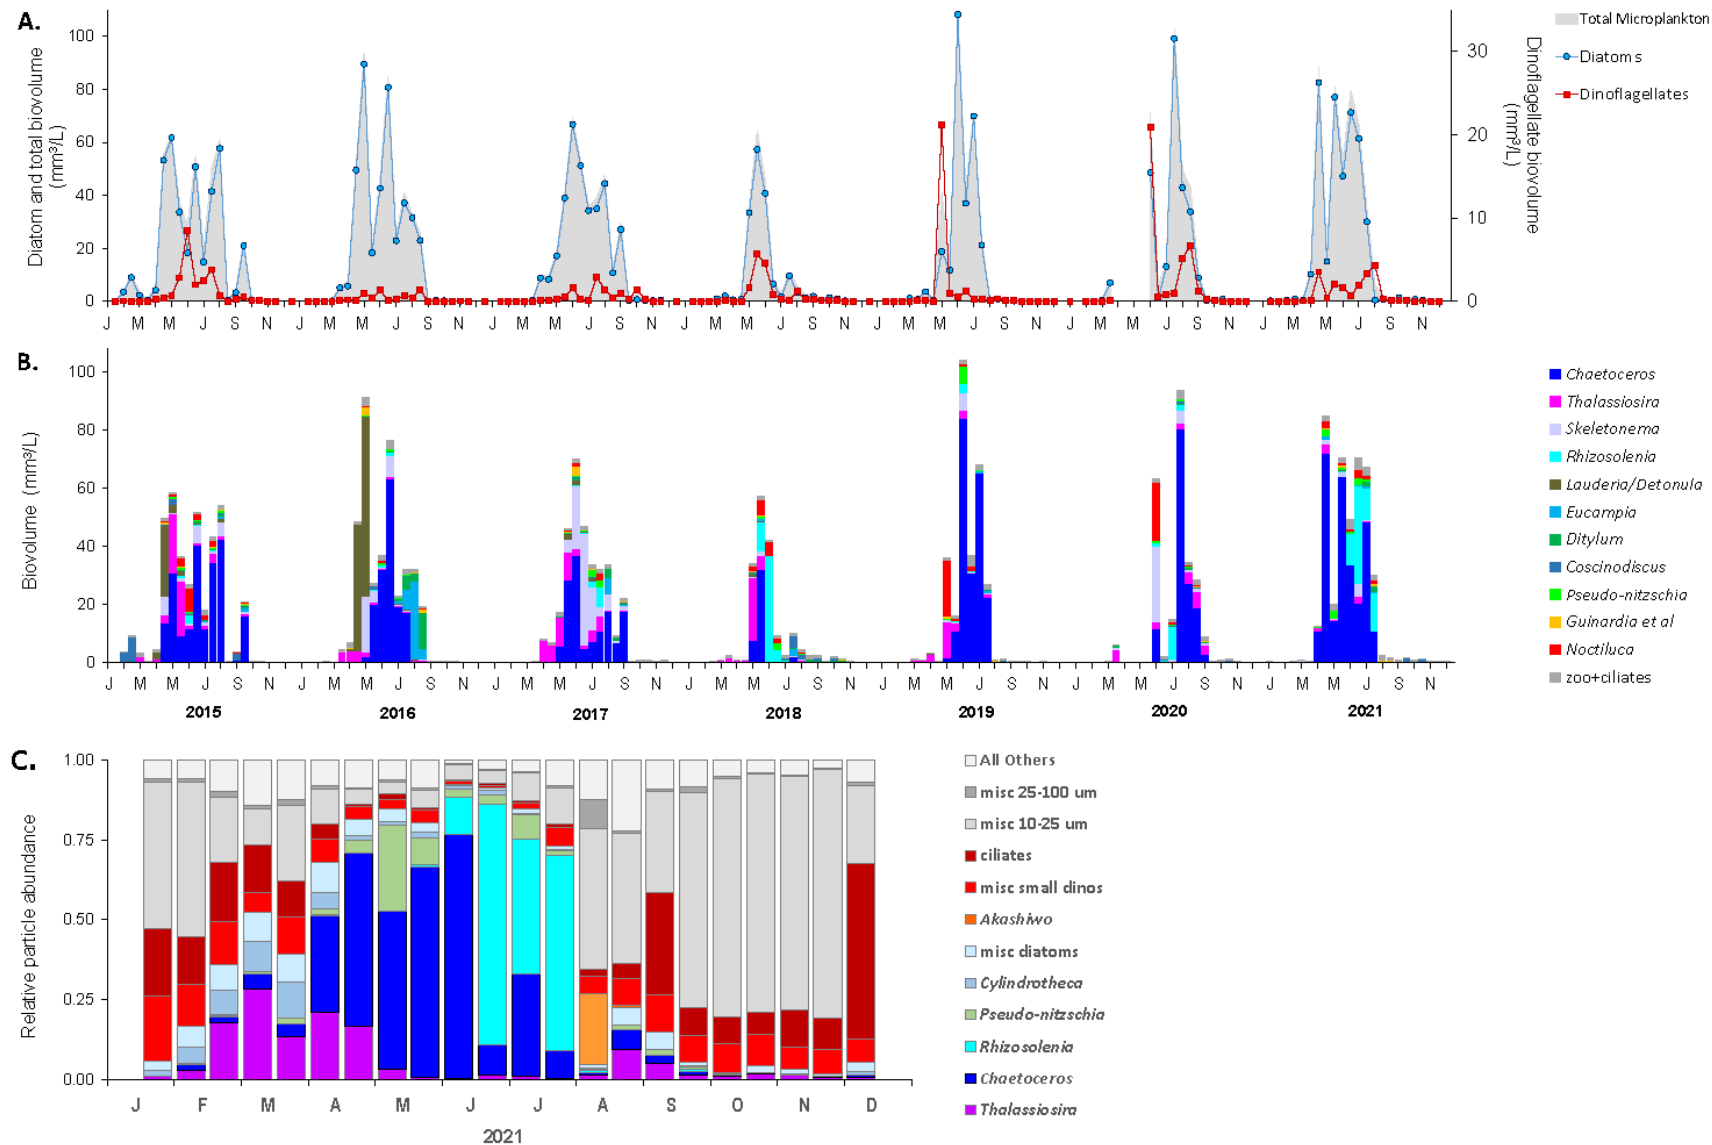 A.
Diatom and total biovolume
(mm³/L)
100
80
60
40
20
0
30
20
10
0
Dinoflagellate biovolume
(mm³/L)
Total Microplankton
Diatoms
Dinoflagellates
J M M J S N J M M J S N J M M J S N J M M J S N J M M J S N J M M J S N J M M J S N
B.
Biovolume (mm³/L)
100
80
60
40
20
0
J M M J S N J M M J S N J M M J S N J M M J S N J M M J S N J M M J S N J M M J S N
2015 2016 2017 2018 2019 2020 2021
Chaetoceros
Thalassiosira
Skeletonema
Rhizosolenia
Lauderia/Detonula
Eucampia
Ditylum
Coscinodiscus
Pseudo-nitzschia
Guinardia et al
Noctiluca
zoo+ciliates
C.
Relative particle abundance
1.00
0.75
0.50
0.25
0.00
J F M A M J J A S O N D
2021
All Others
misc 25-100 um
misc 10-25 um
ciliates
misc small dinos
Akashiwo
misc diatoms
Cylindrotheca
Pseudo-nitzschia
Rhizosolenia
Chaetoceros
Thalassiosira